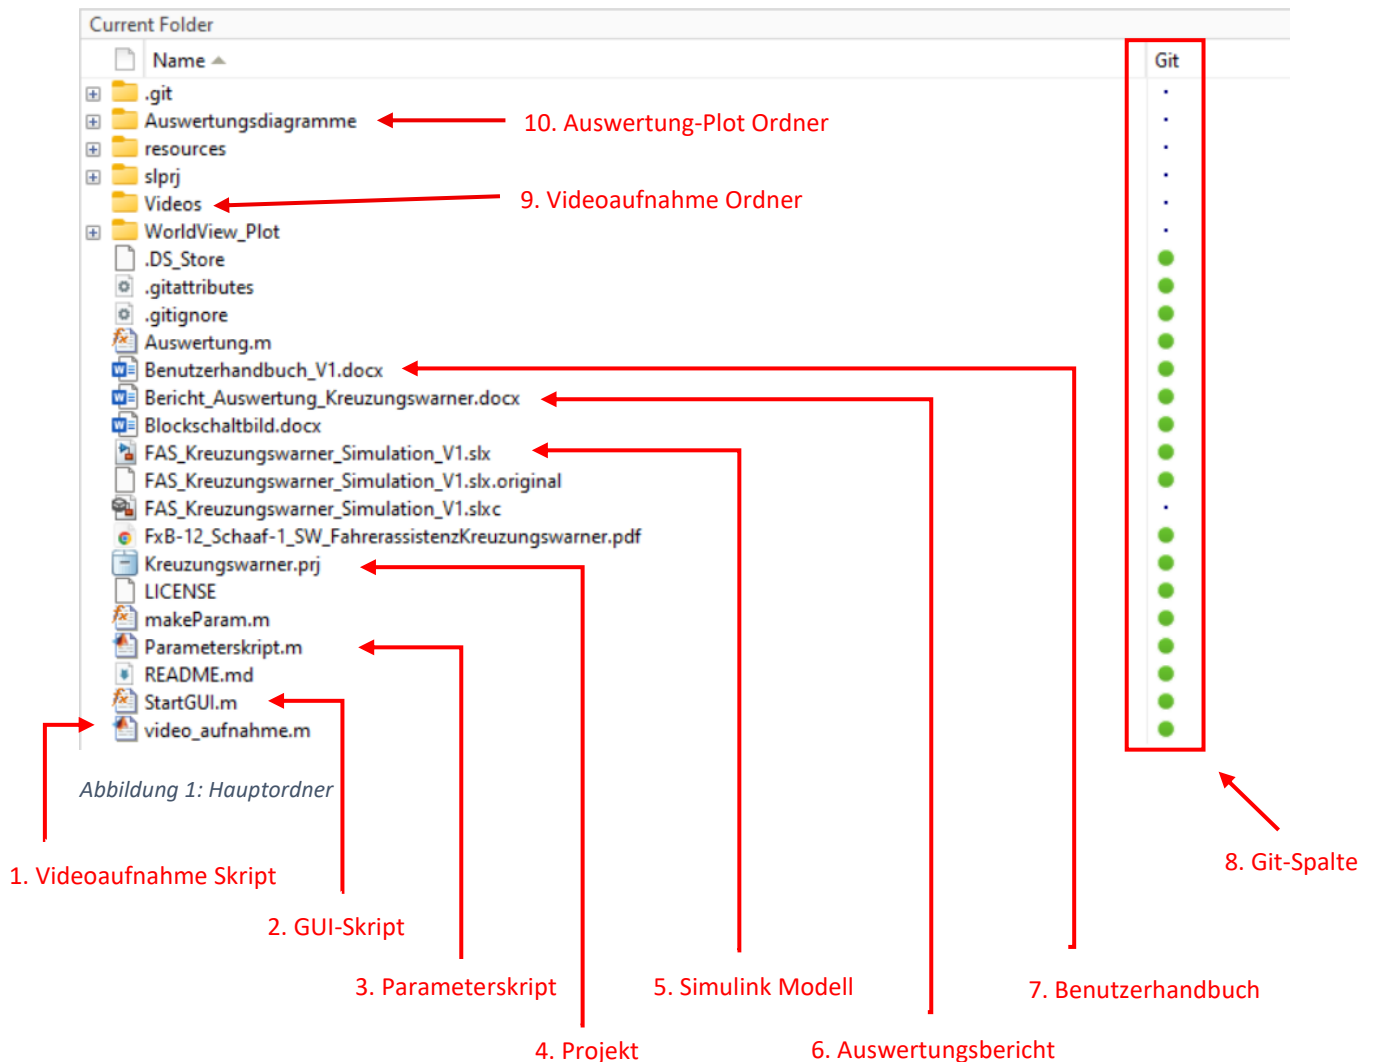 Current Folder
Name Git
.git
Auswertungsdiagramme 10. Auswertung-Plot Ordner
resources
slprj
Videos 9. Videoaufnahme Ordner
WorldView_Plot
.DS_Store
.gitattributes
.gitignore
Auswertung.m
Benutzerhandbuch_V1.docx
Bericht_Auswertung_Kreuzungswarner.docx
Blockschaltbild.docx
FAS_Kreuzungswarner_Simulation_V1.slx
FAS_Kreuzungswarner_Simulation_V1.slx.original
FAS_Kreuzungswarner_Simulation_V1.slxc
FxB-12_Schaaf-1_SW_FahrerassistenzKreuzungswarner.pdf
Kreuzungswarner.prj
LICENSE
makeParam.m
Parameterskript.m
README.md
StartGUI.m
video_aufnahme.m
Abbildung 1: Hauptordner
1. Videoaufnahme Skript
8. Git-Spalte
2. GUI-Skript
3. Parameterskript
5. Simulink Modell
7. Benutzerhandbuch
4. Projekt
6. Auswertungsbericht